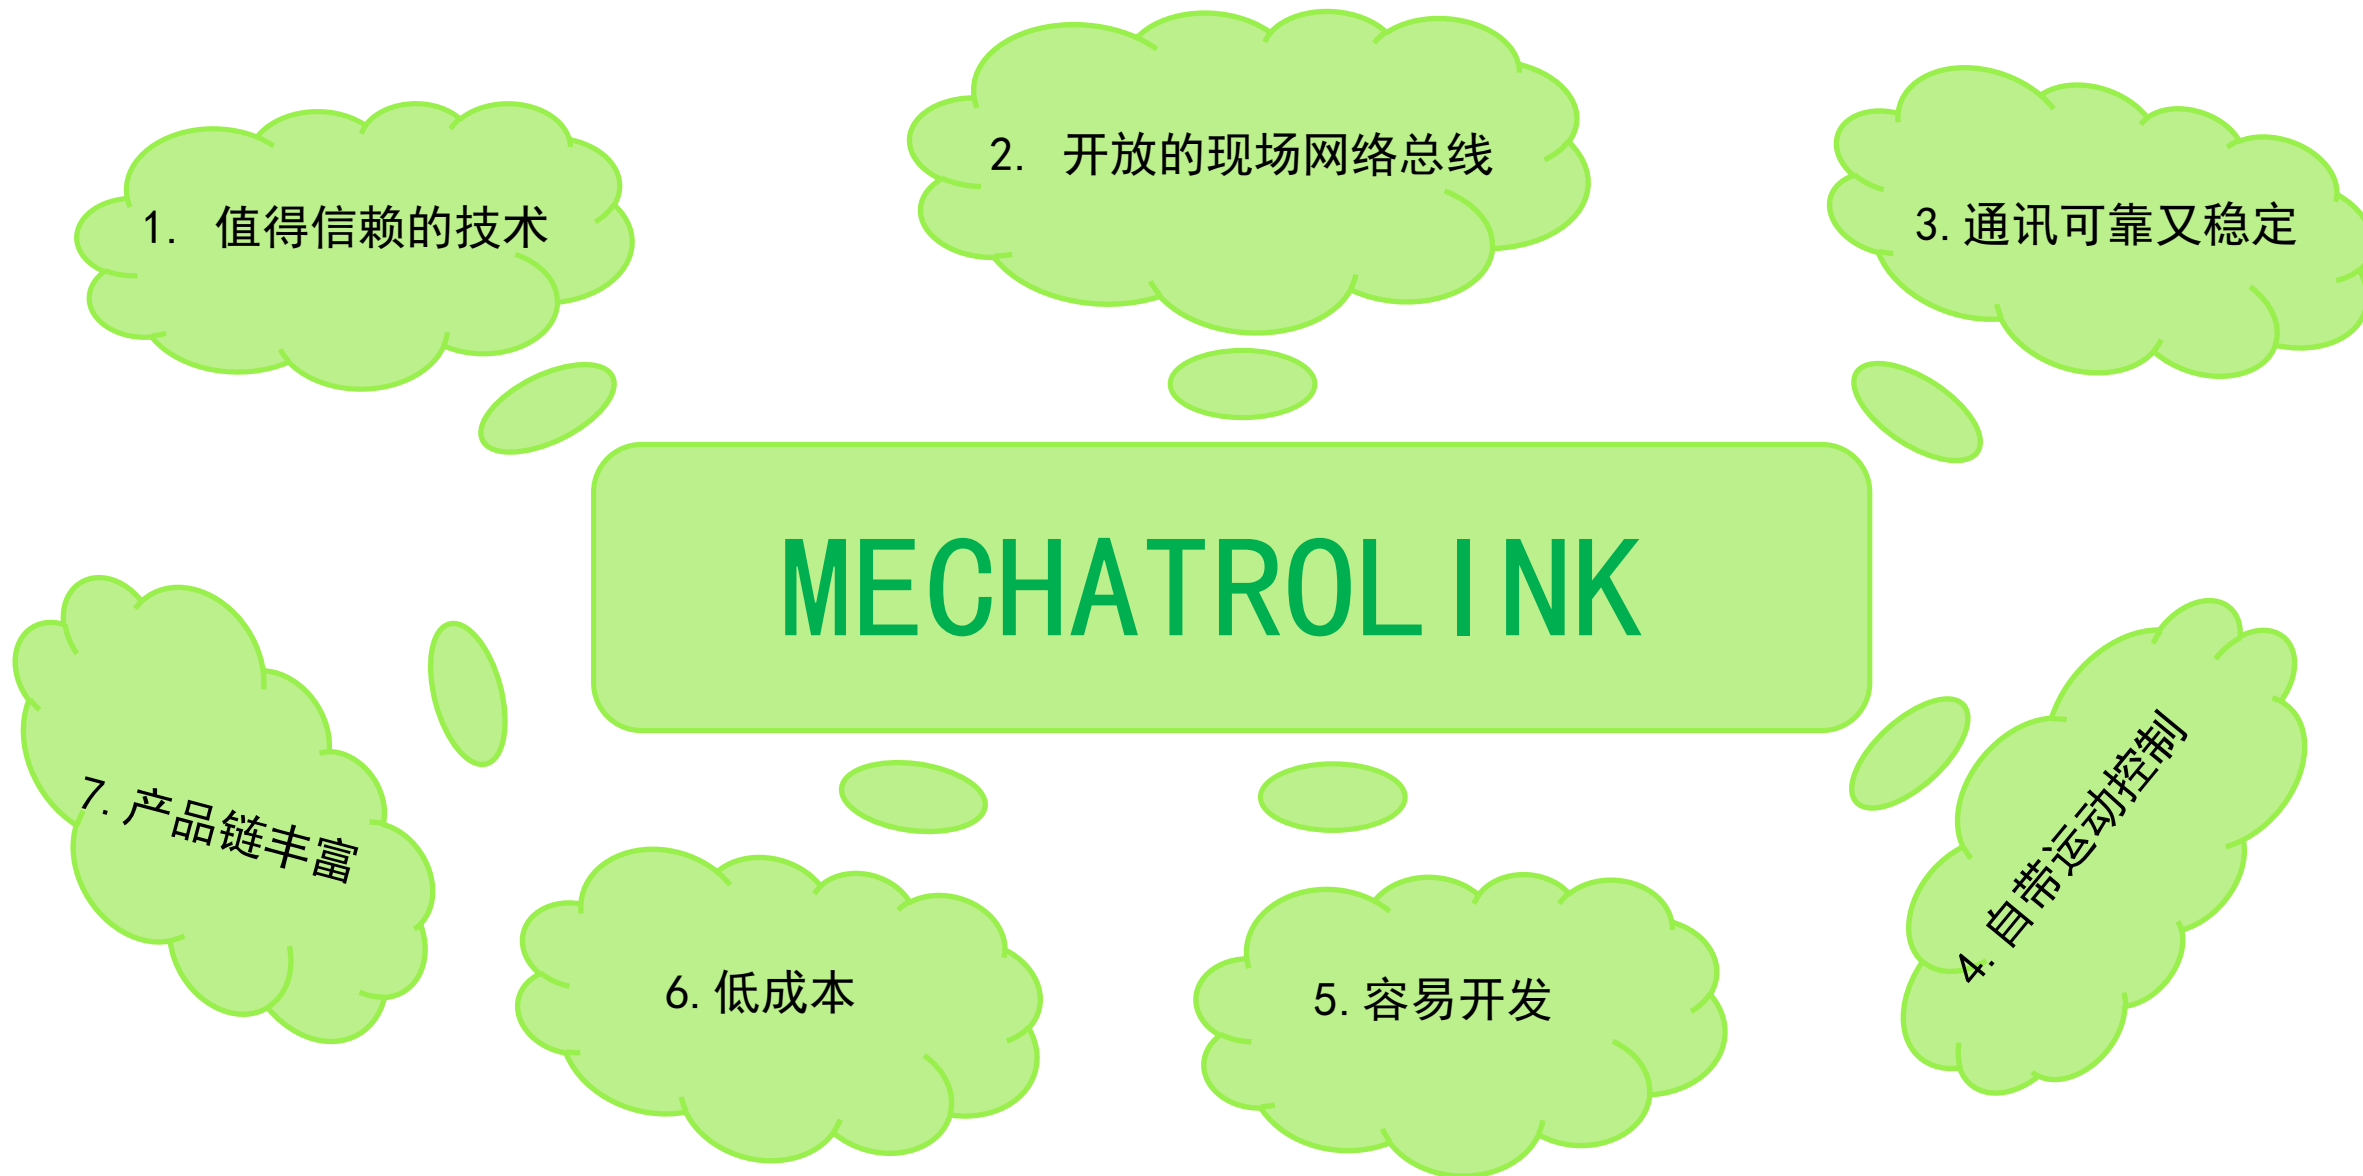 1. 值得信赖的技术
2. 开放的现场网络总线
3.通讯可靠又稳定
MECHATROLINK
4.自带运动控制
5.容易开发
6.低成本
7.产品链丰富